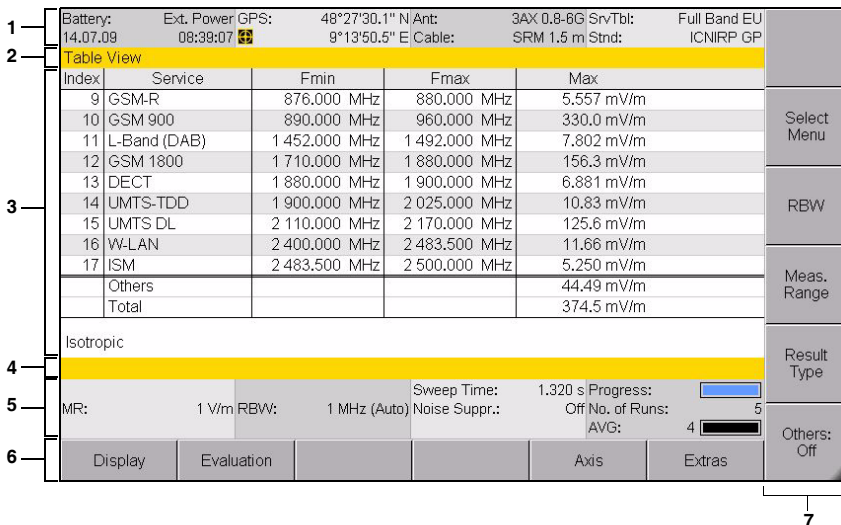 1
Battery: Ext. Power GPS: 48°27'30.1" N Ant: 3AX 0.8-6G SrvTbl: Full Band EU
14.07.09 08:39:07 9°13'50.5" E Cable: SRM 1.5 m Stnd: ICNIRP GP
2
Table View
3
Index Service Fmin Fmax Max
9 GSM-R 876.000 MHz 880.000 MHz 5.557 mV/m
10 GSM 900 890.000 MHz 960.000 MHz 330.0 mV/m
11 L-Band (DAB) 1 452.000 MHz 1 492.000 MHz 7.802 mV/m
12 GSM 1800 1 710.000 MHz 1 880.000 MHz 156.3 mV/m
13 DECT 1 880.000 MHz 1 900.000 MHz 6.881 mV/m
14 UMTS-TDD 1 900.000 MHz 2 025.000 MHz 10.83 mV/m
15 UMTS DL 2 110.000 MHz 2 170.000 MHz 125.6 mV/m
16 W-LAN 2 400.000 MHz 2 483.500 MHz 11.66 mV/m
17 ISM 2 483.500 MHz 2 500.000 MHz 5.250 mV/m
Others 44.49 mV/m
Total 374.5 mV/m
Isotropic
4
5
Sweep Time: 1.320 s Progress:
MR: 1 V/m RBW: 1 MHz (Auto) Noise Suppr.: Off No. of Runs: 5
AVG: 4
6
Display Evaluation Axis Extras
Select
Menu
RBW
Meas.
Range
Result
Type
Others:
Off
7